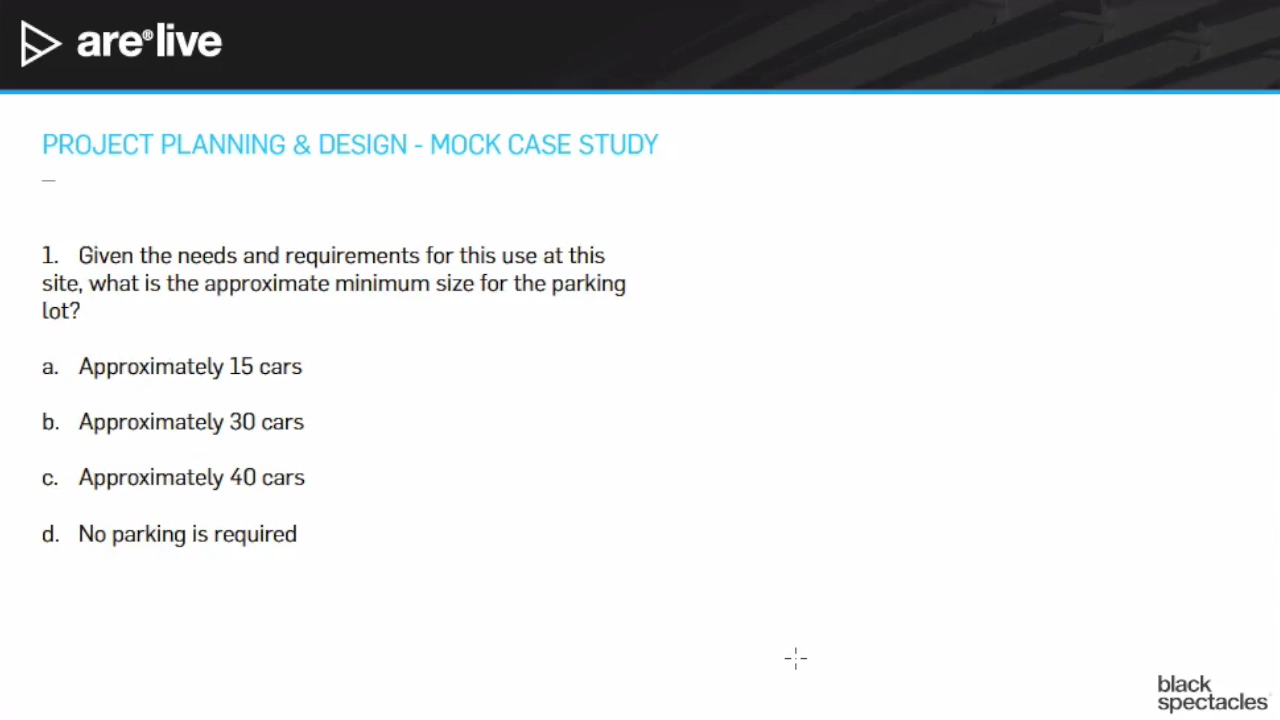 are®live
PROJECT PLANNING & DESIGN - MOCK CASE STUDY
1. Given the needs and requirements for this use at this
site, what is the approximate minimum size for the parking
lot?
a. Approximately 15 cars
b. Approximately 30 cars
c. Approximately 40 cars
d. No parking is required
black
spectacles